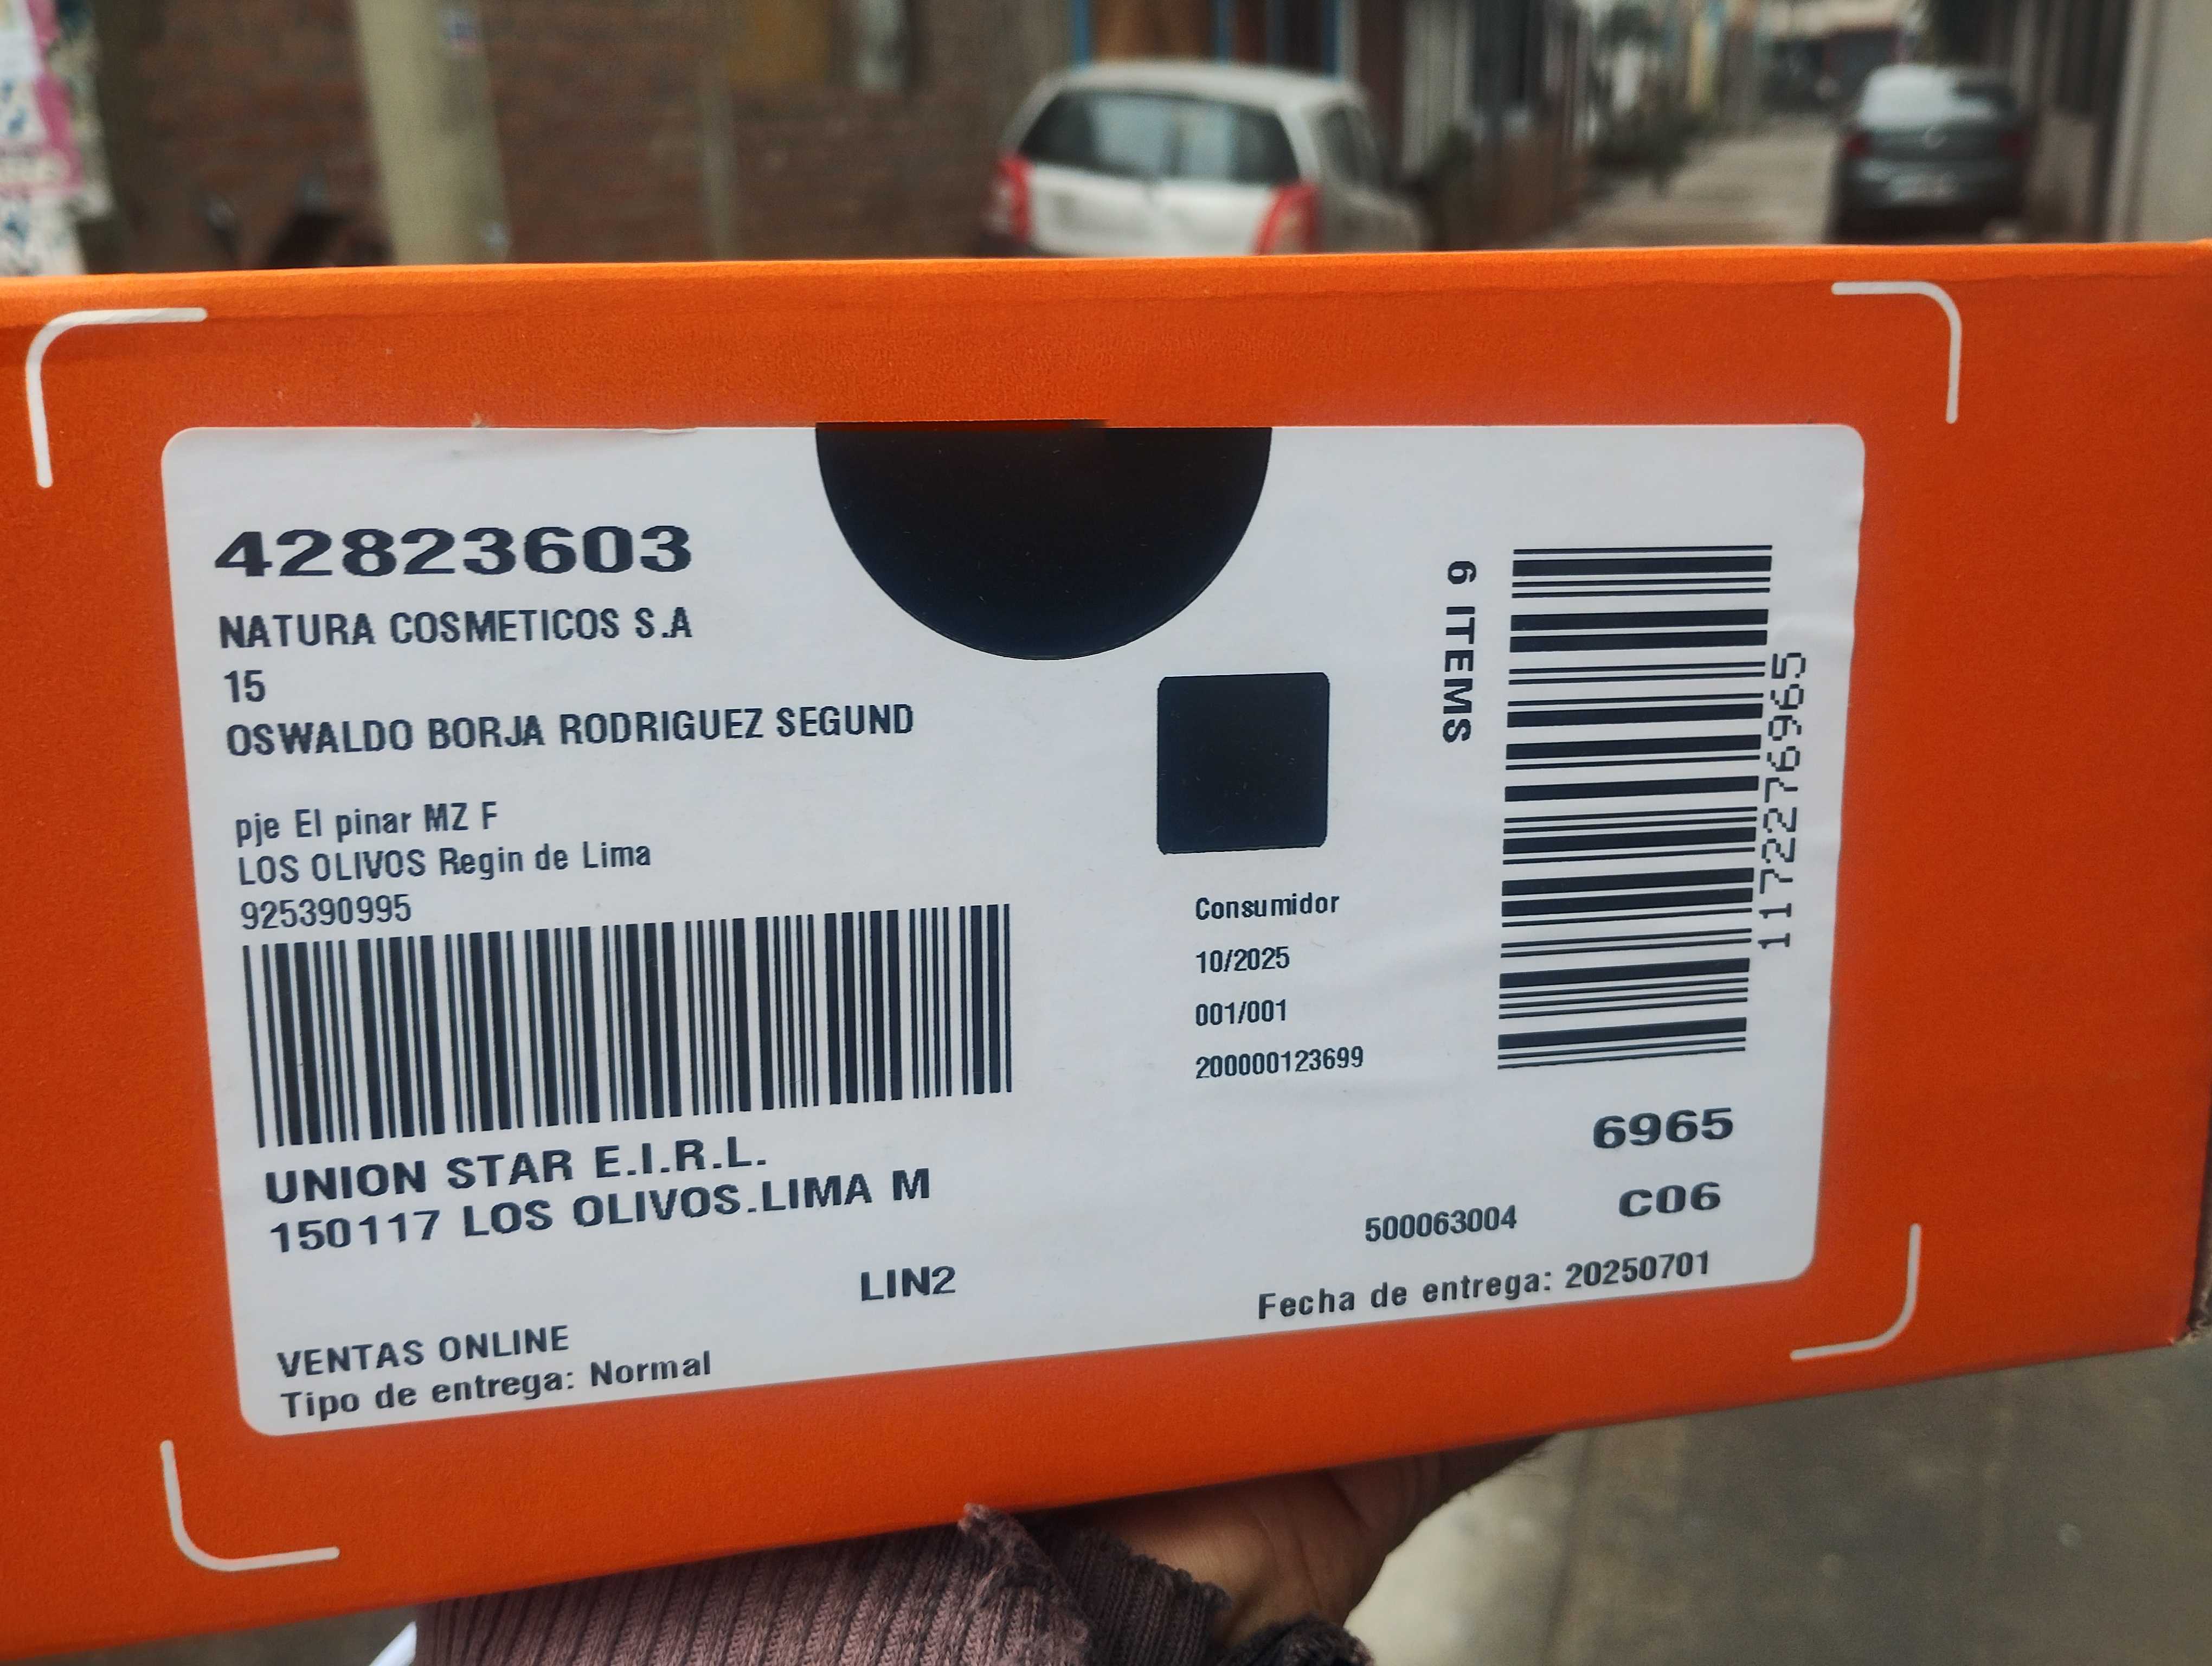 42823603
NATURA COSMETICOS S.A
15
OSWALDO BORJA RODRIGUEZ SEGUND
pje El pinar MZ F
LOS OLIVOS Regin de Lima
925390995
UNION STAR E.I.R.L.
150117 LOS OLIVOS.LIMA M
LIN2
VENTAS ONLINE
Tipo de entrega: Normal
6 ITEMS
1172276965
Consumidor
10/2025
001/001
200000123699
6965
C06
500063004
Fecha de entrega: 20250701